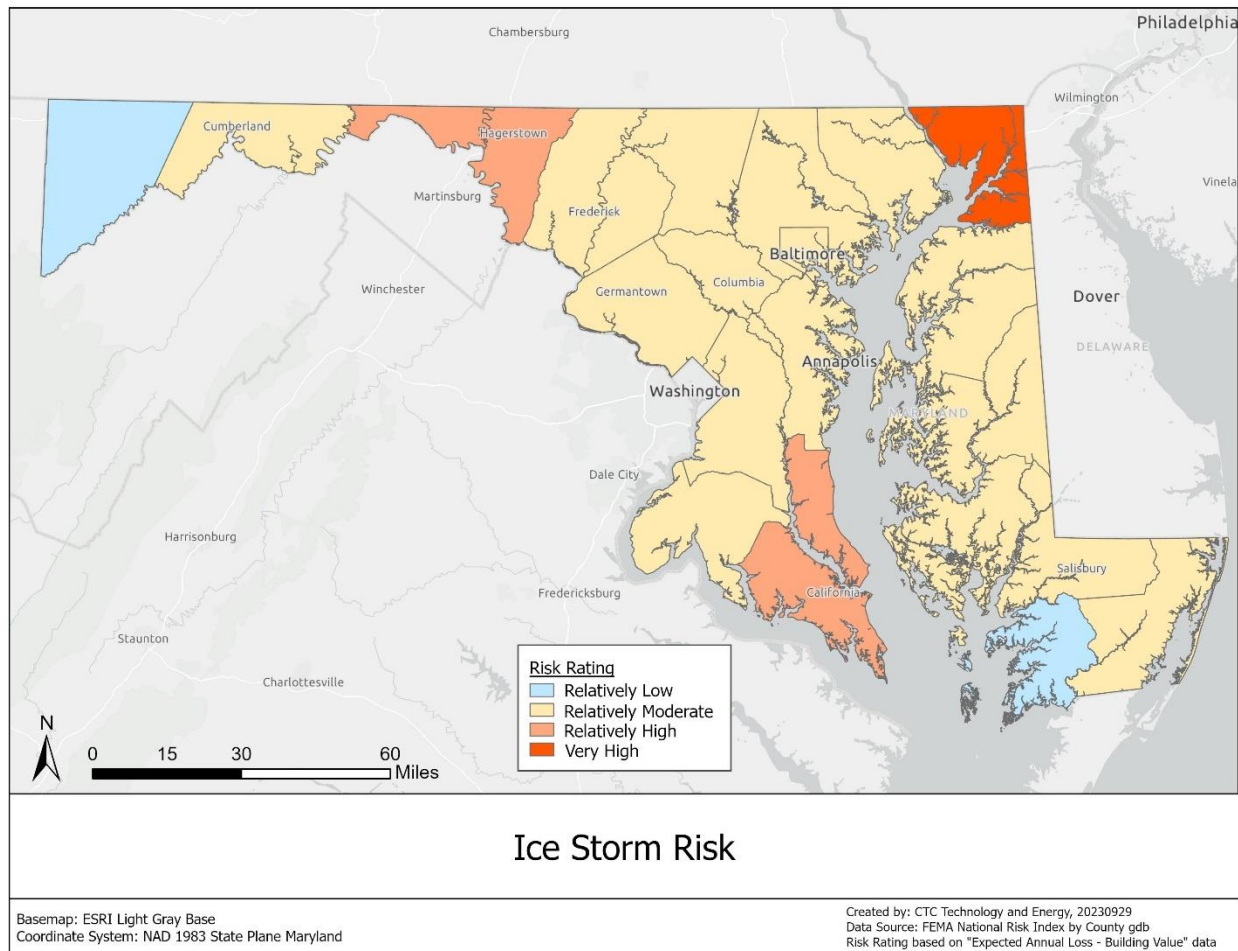 Philadelphia
Chambersburg
Wilmington
Cumberland
Hagerstown
Martinsburg
Vinela
Frederick
Baltimore
Winchester
Germantown
Columbia
Dover
DELAWARE
Annapolis
Washington
MARYLAND
Dale City
Harrisonburg
Salisbury
Fredericksburg
California
Staunton
Charlottesville
Risk Rating
Relatively Low
Relatively Moderate
Relatively High
Very High
N
0 15 30 60
Miles
Ice Storm Risk
Basemap: ESRI Light Gray Base
Coordinate System: NAD 1983 State Plane Maryland
Created by: CTC Technology and Energy, 20230929
Data Source: FEMA National Risk Index by County gdb
Risk Rating based on "Expected Annual Loss - Building Value" data